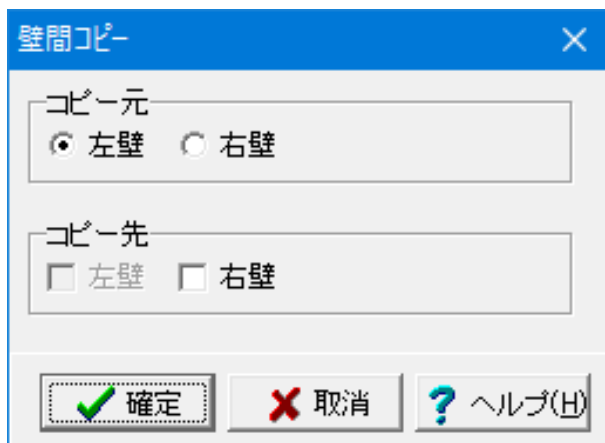 壁間コピー
コピー元
左壁 右壁
コピー先
左壁 右壁
確定 取消 ヘルプ(H)